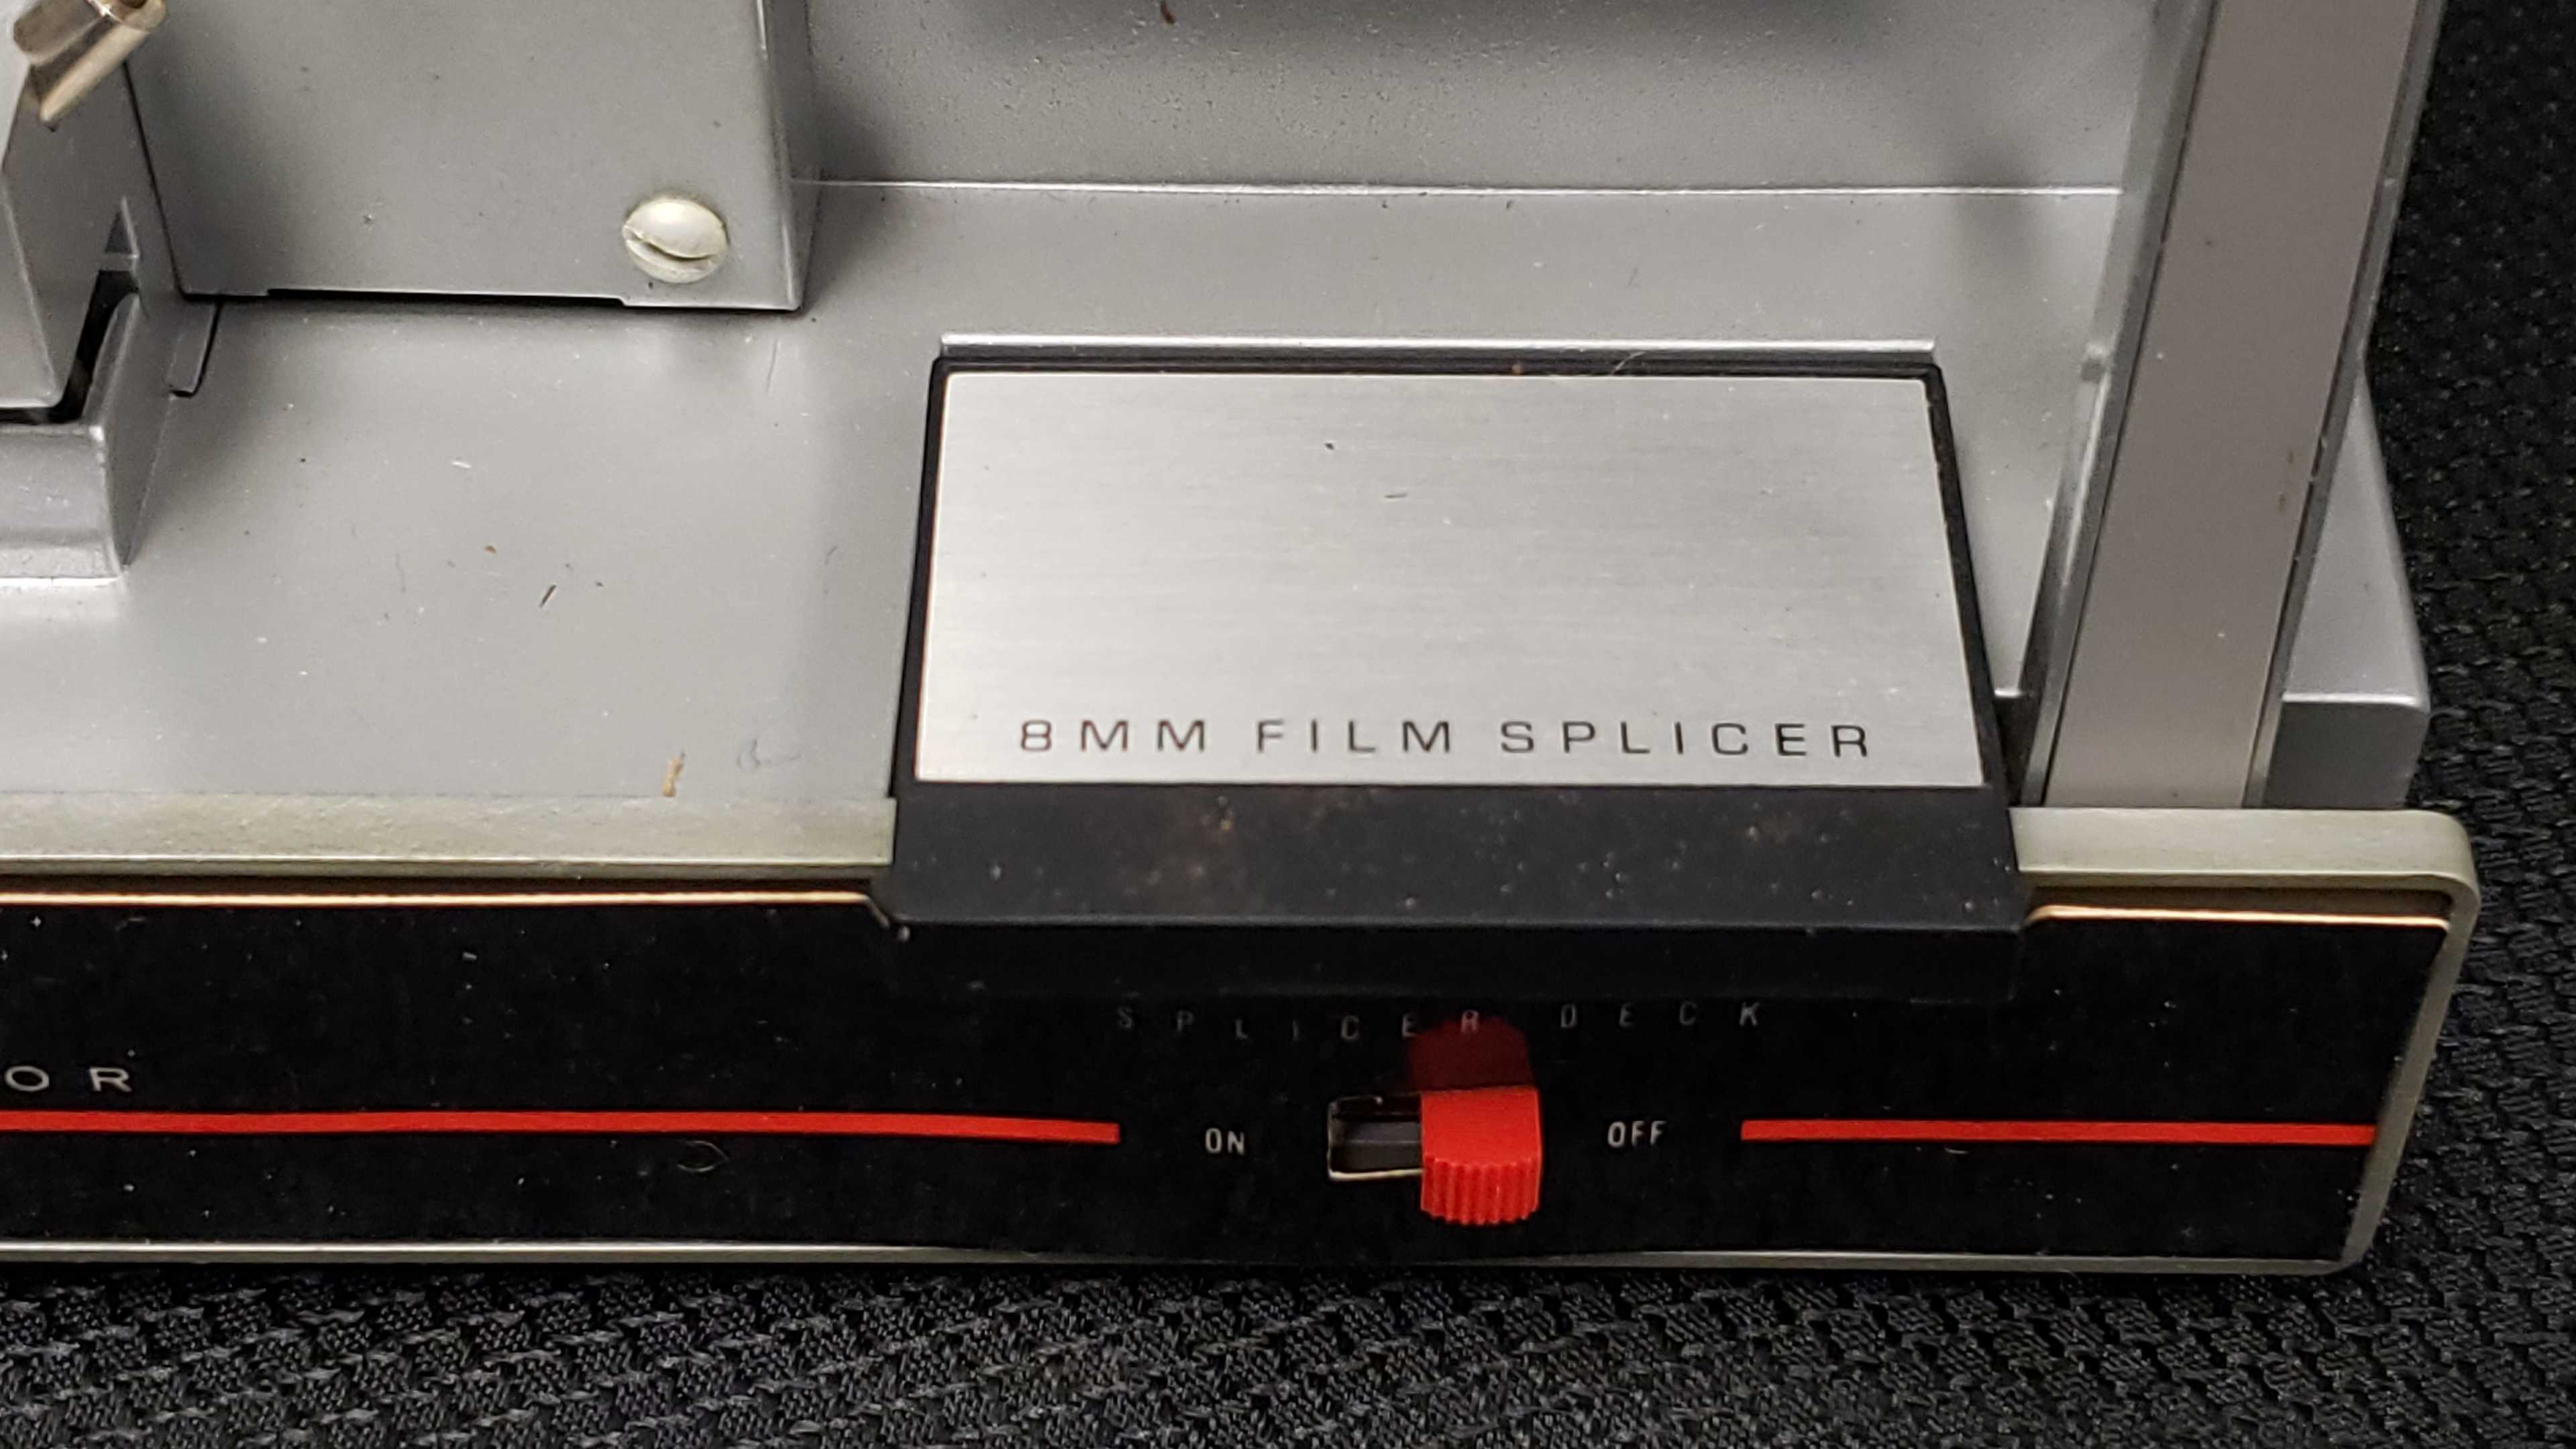 8MM FILM SPLICER
SPLICER DECK
OR
ON OFF